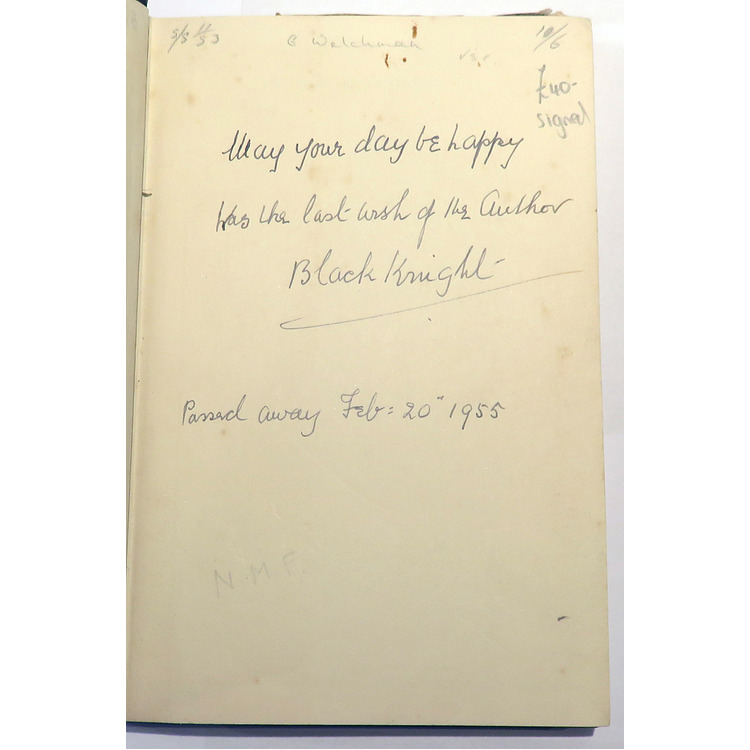 10/6
£40-
signed
May your day be happy
Was the last wish of the Author
Black Knight
Passed away Feb: 20" 1955
N.M.F.